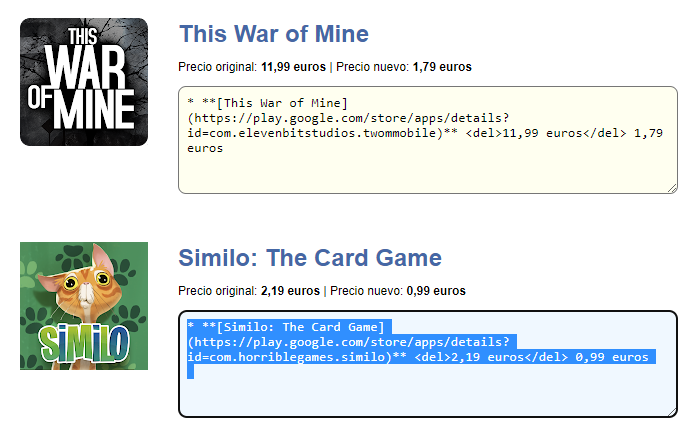 THIS
WAR
OF MINE
This War of Mine
Precio original: 11,99 euros | Precio nuevo: 1,79 euros
* **[This War of Mine]
(https://play.google.com/store/apps/details?
id=com.elevenbitstudios.twommobile)** <del>11,99 euros</del> 1,79
euros
SiMiLO
Similo: The Card Game
Precio original: 2,19 euros | Precio nuevo: 0,99 euros
* **[Similo: The Card Game]
(https://play.google.com/store/apps/details?
id=com.horriblegames.similo)** <del>2,19 euros</del> 0,99 euros